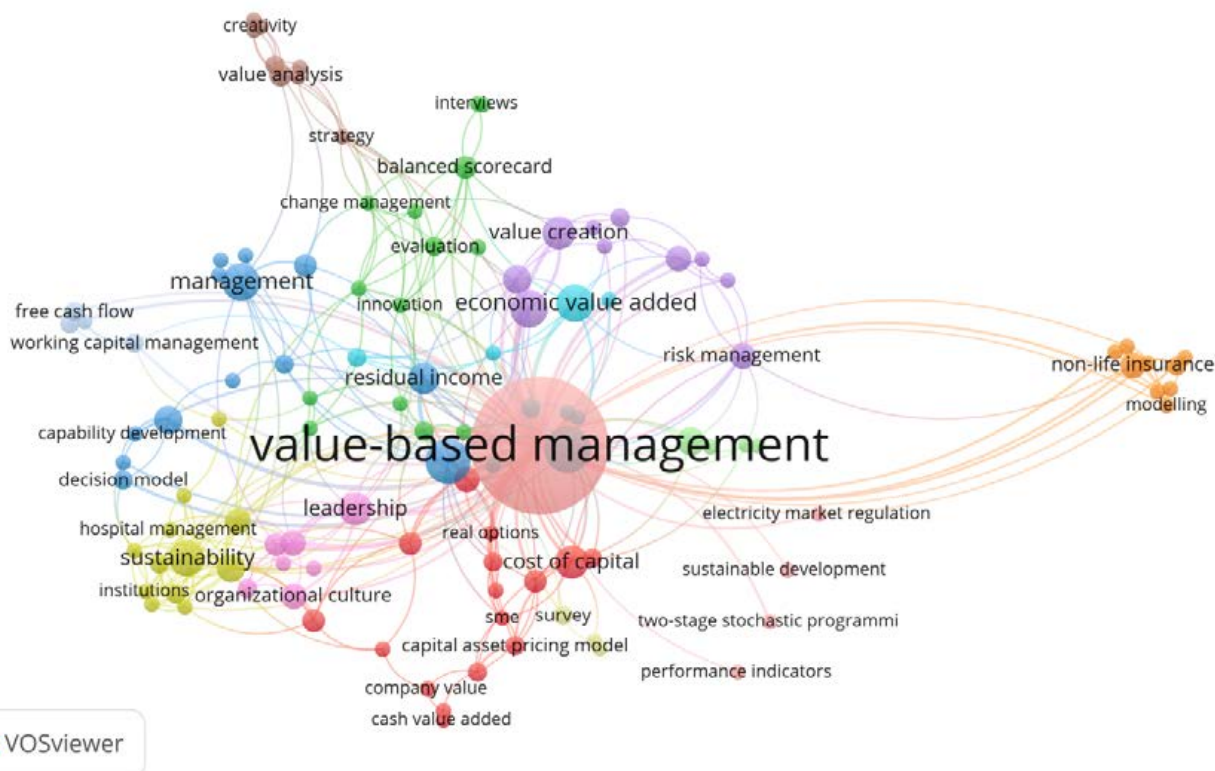 creativity
value analysis
interviews
strategy
balanced scorecard
change management
value creation
evaluation
management
innovation
economic value added
free cash flow
working capital management
risk management
non-life insurance
residual income
modelling
capability development
value-based management
decision model
leadership
electricity market regulation
hospital management
real options
sustainability
cost of capital
sustainable development
institutions
organizational culture
sme
survey
two-stage stochastic programmi
capital asset pricing model
performance indicators
company value
cash value added
VOSviewer